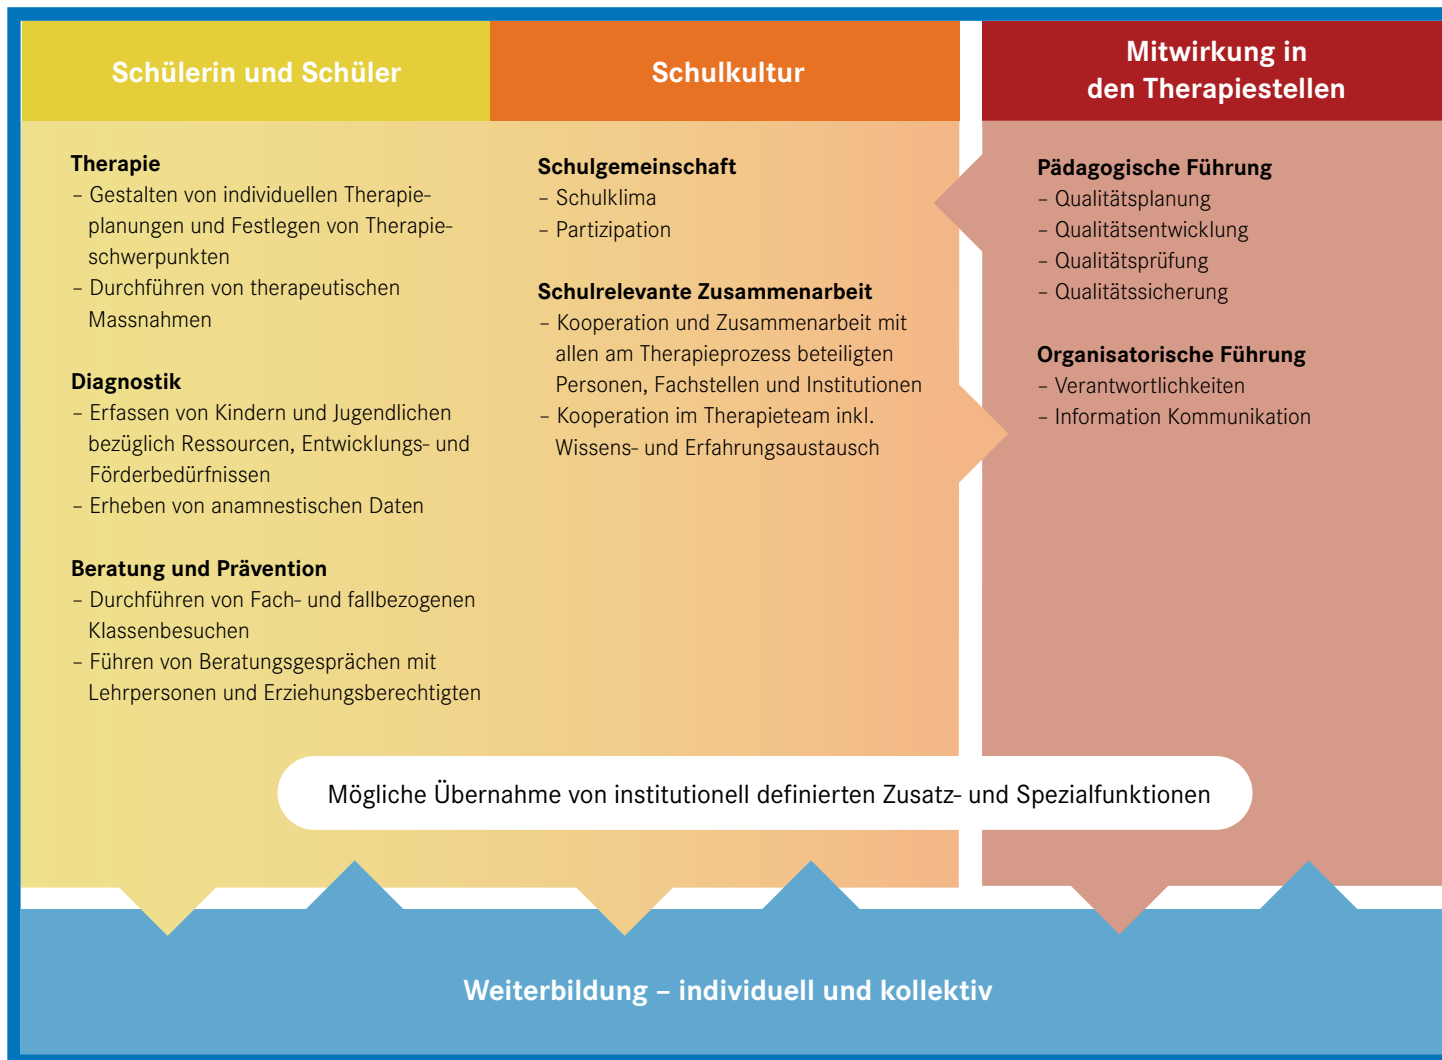 Schülerin und Schüler
Therapie
– Gestalten von individuellen Therapie-
planungen und Festlegen von Therapie-
schwerpunkten
– Durchführen von therapeutischen
Massnahmen
Diagnostik
– Erfassen von Kindern und Jugendlichen
bezüglich Ressourcen, Entwicklungs- und
Förderbedürfnissen
– Erheben von anamnestischen Daten
Beratung und Prävention
– Durchführen von Fach- und fallbezogenen
Klassenbesuchen
– Führen von Beratungsgesprächen mit
Lehrpersonen und Erziehungsberechtigten
Schulkultur
Schulgemeinschaft
– Schulklima
– Partizipation
Schulrelevante Zusammenarbeit
– Kooperation und Zusammenarbeit mit
allen am Therapieprozess beteiligten
Personen, Fachstellen und Institutionen
– Kooperation im Therapieteam inkl.
Wissens- und Erfahrungsaustausch
Mitwirkung in
den Therapiestellen
Pädagogische Führung
– Qualitätsplanung
– Qualitätsentwicklung
– Qualitätsprüfung
– Qualitätssicherung
Organisatorische Führung
– Verantwortlichkeiten
– Information Kommunikation
Mögliche Übernahme von institutionell definierten Zusatz- und Spezialfunktionen
Weiterbildung – individuell und kollektiv